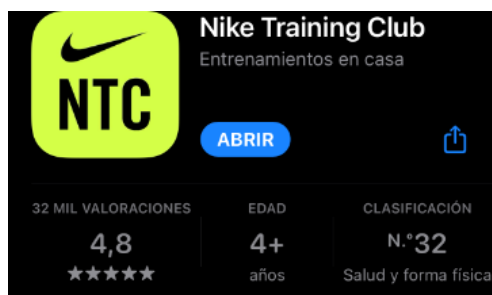 Nike Training Club
Entrenamientos en casa
NTC
ABRIR
32 MIL VALORACIONES
4,8
EDAD
4+
años
CLASIFICACIÓN
N.º32
Salud y forma física